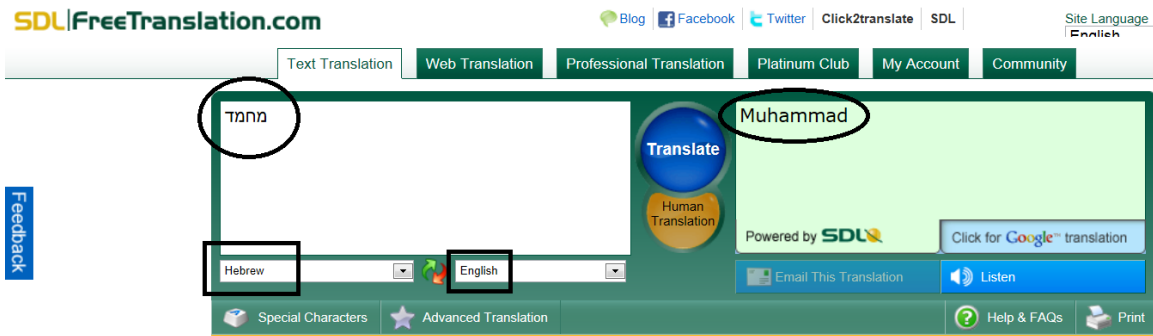 SDL FreeTranslation.com
Blog Facebook Twitter Click2translate SDL Site Language
English
Text Translation Web Translation Professional Translation Platinum Club My Account Community
מחמד
Muhammad
Translate
Human
Translation
Feedback
Powered by SDL
Click for Google™ translation
Hebrew English
Email This Translation Listen
Special Characters Advanced Translation Help & FAQs Print